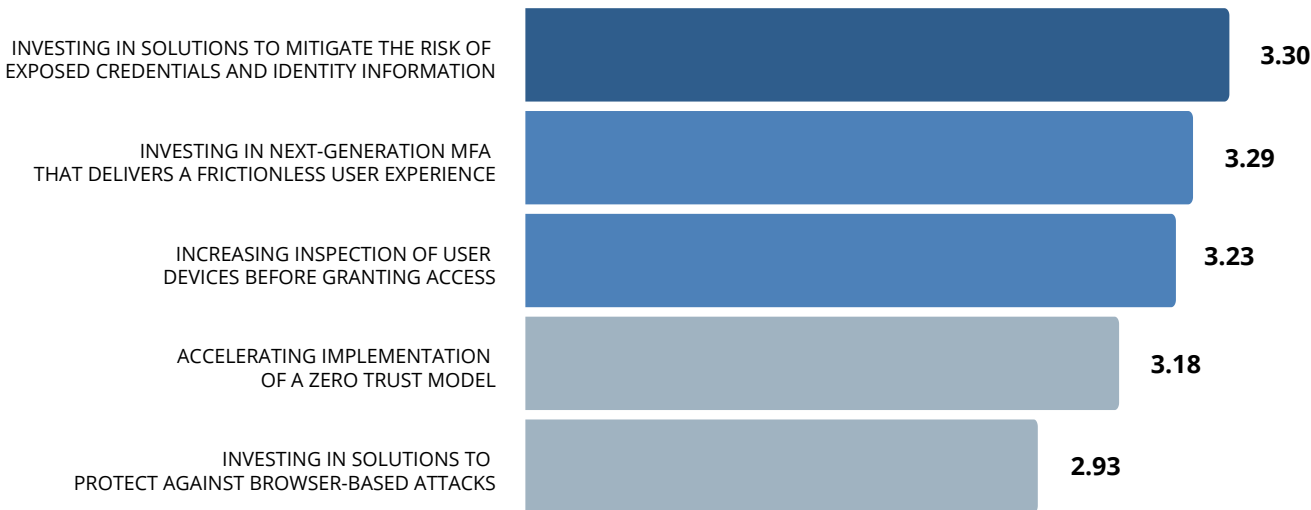 INVESTING IN SOLUTIONS TO MITIGATE THE RISK OF
EXPOSED CREDENTIALS AND IDENTITY INFORMATION
3.30
INVESTING IN NEXT-GENERATION MFA
THAT DELIVERS A FRICTIONLESS USER EXPERIENCE
3.29
INCREASING INSPECTION OF USER
DEVICES BEFORE GRANTING ACCESS
3.23
ACCELERATING IMPLEMENTATION
OF A ZERO TRUST MODEL
3.18
INVESTING IN SOLUTIONS TO
PROTECT AGAINST BROWSER-BASED ATTACKS
2.93